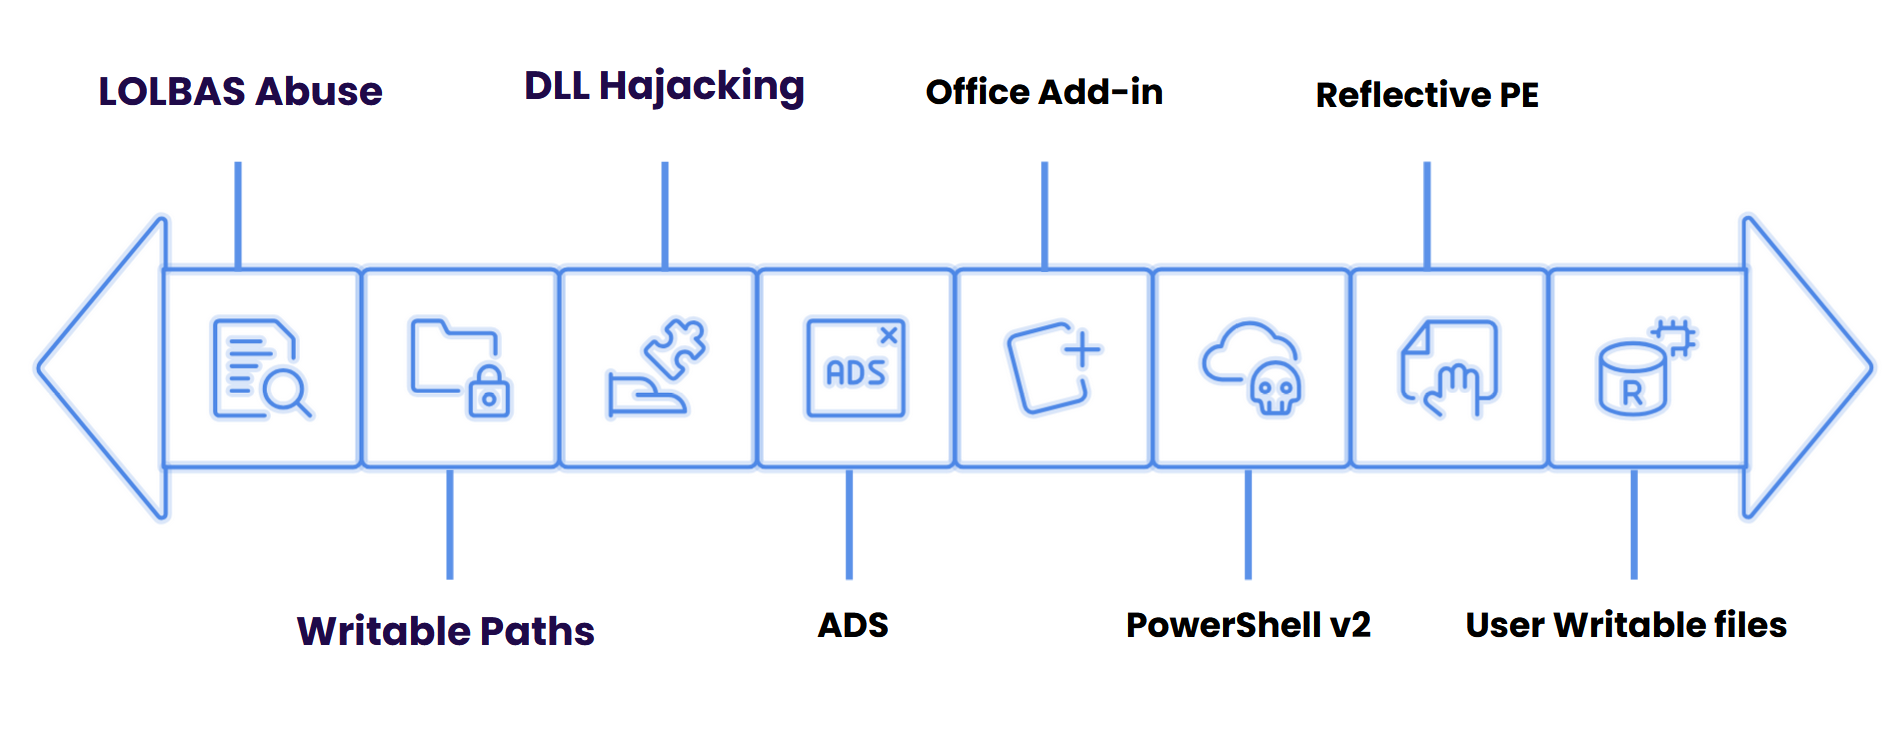 LOLBAS Abuse
DLL Hajacking
Office Add-in
Reflective PE
ADS
R
Writable Paths
ADS
PowerShell v2
User Writable files